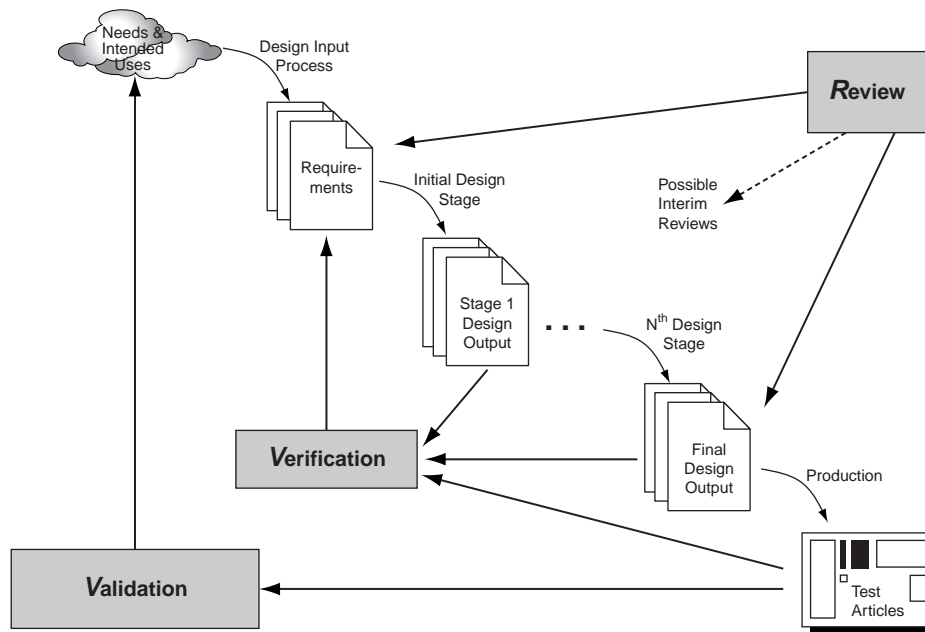 Needs &
Intended
Uses
Design Input
Process
Review
Require-
ments
Initial Design
Stage
Possible
Interim
Reviews
Stage 1
Design
Output
...
Nth Design
Stage
Verification
Final
Design
Output
Production
Validation
Test
Articles